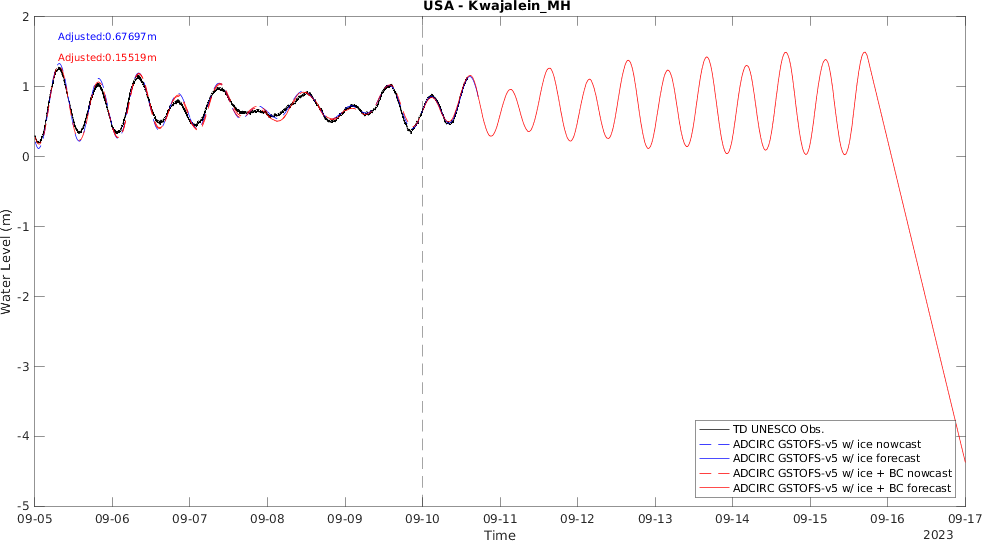 USA - Kwajalein_MH
Adjusted:0.67697m
Adjusted:0.15519m
Water Level (m)
2
1
0
-1
-2
-3
-4
-5
TD UNESCO Obs.
ADCIRC GSTOFS-v5 w/ ice nowcast
ADCIRC GSTOFS-v5 w/ ice forecast
ADCIRC GSTOFS-v5 w/ ice + BC nowcast
ADCIRC GSTOFS-v5 w/ ice + BC forecast
09-05 09-06 09-07 09-08 09-09 09-10 09-11 09-12 09-13 09-14 09-15 09-16 09-17
Time
2023